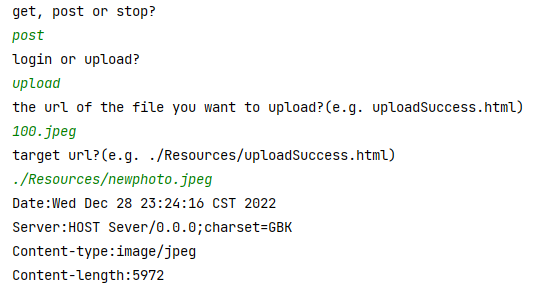 get, post or stop?
post
login or upload?
upload
the url of the file you want to upload?(e.g. uploadSuccess.html)
100.jpeg
target url?(e.g. ./Resources/uploadSuccess.html)
./Resources/newphoto.jpeg
Date:Wed Dec 28 23:24:16 CST 2022
Server:HOST Sever/0.0.0;charset=GBK
Content-type:image/jpeg
Content-length:5972